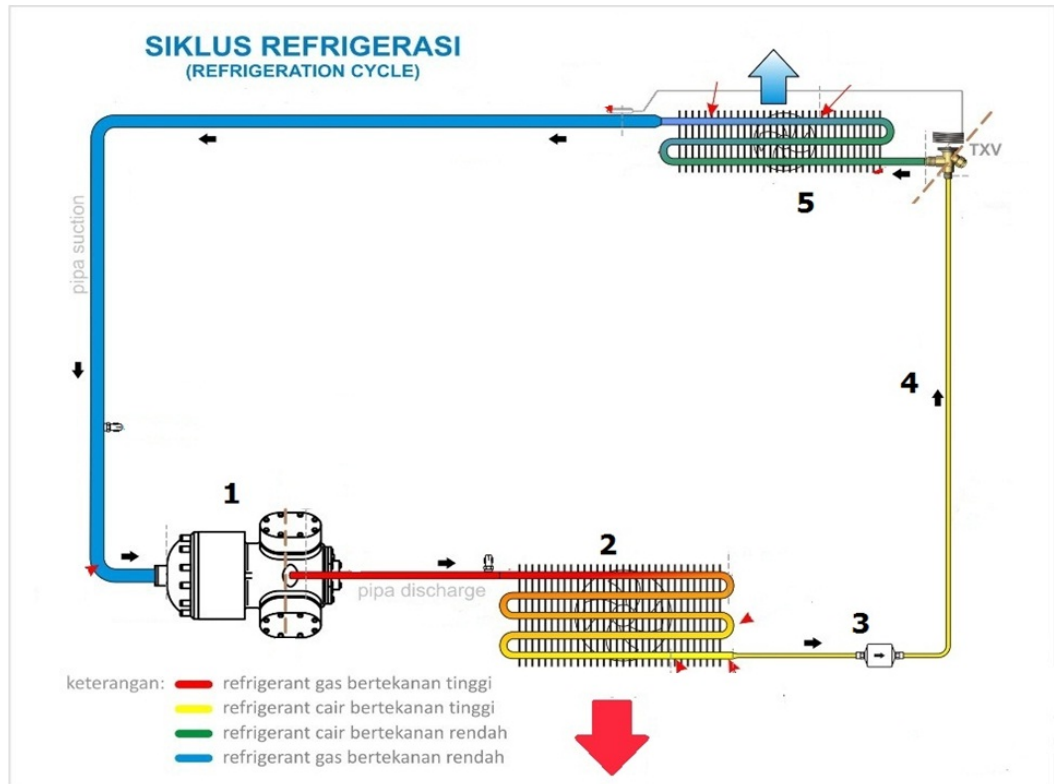 SIKLUS REFRIGERASI
(REFRIGERATION CYCLE)
TXV
5
pipa suction
4
1
2
pipa discharge
3
keterangan:
refrigerant gas bertekanan tinggi
refrigerant cair bertekanan tinggi
refrigerant cair bertekanan rendah
refrigerant gas bertekanan rendah